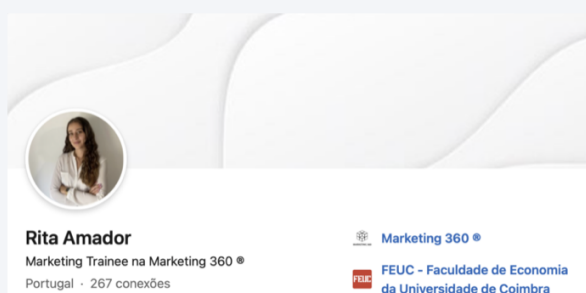 Rita Amador
Marketing Trainee na Marketing 360 ®
Portugal · 267 conexões
Marketing 360 ®
FEUC
FEUC - Faculdade de Economia
da Universidade de Coimbra